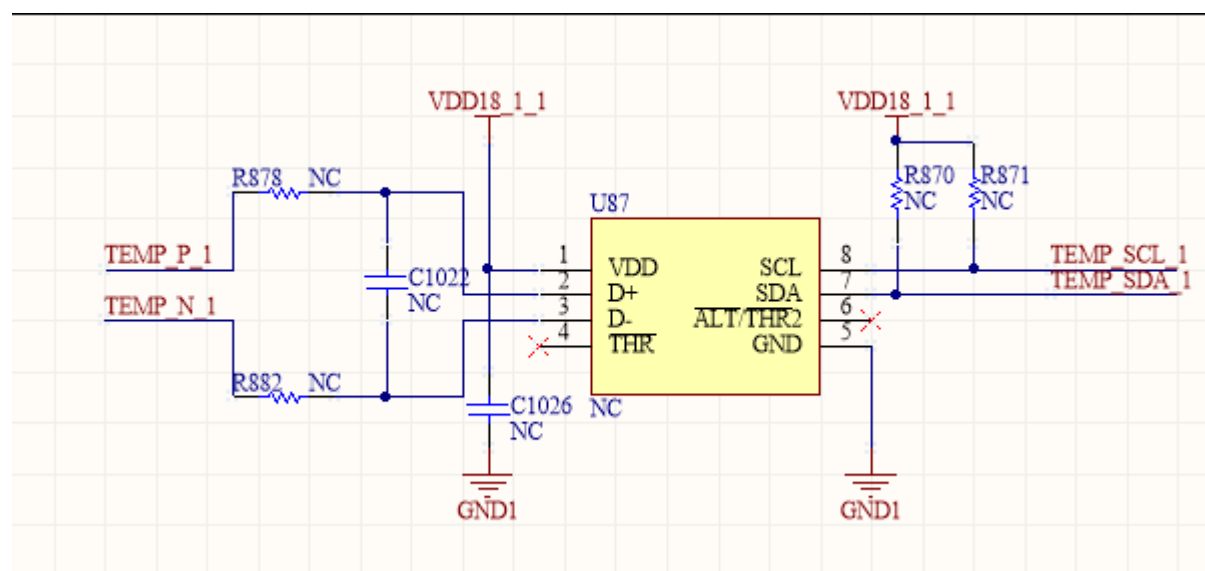 VDD18_1_1
VDD18_1_1
R878 NC
R870
NC
R871
NC
U87
TEMP_P_1
1
VDD
SCL
8
TEMP_SCL_1
C1022
NC
2
D+
SDA
7
TEMP_SDA_1
TEMP_N_1
3
D-
ALT/THR2
6
4
THR
GND
5
R882 NC
C1026
NC
NC
GND1
GND1